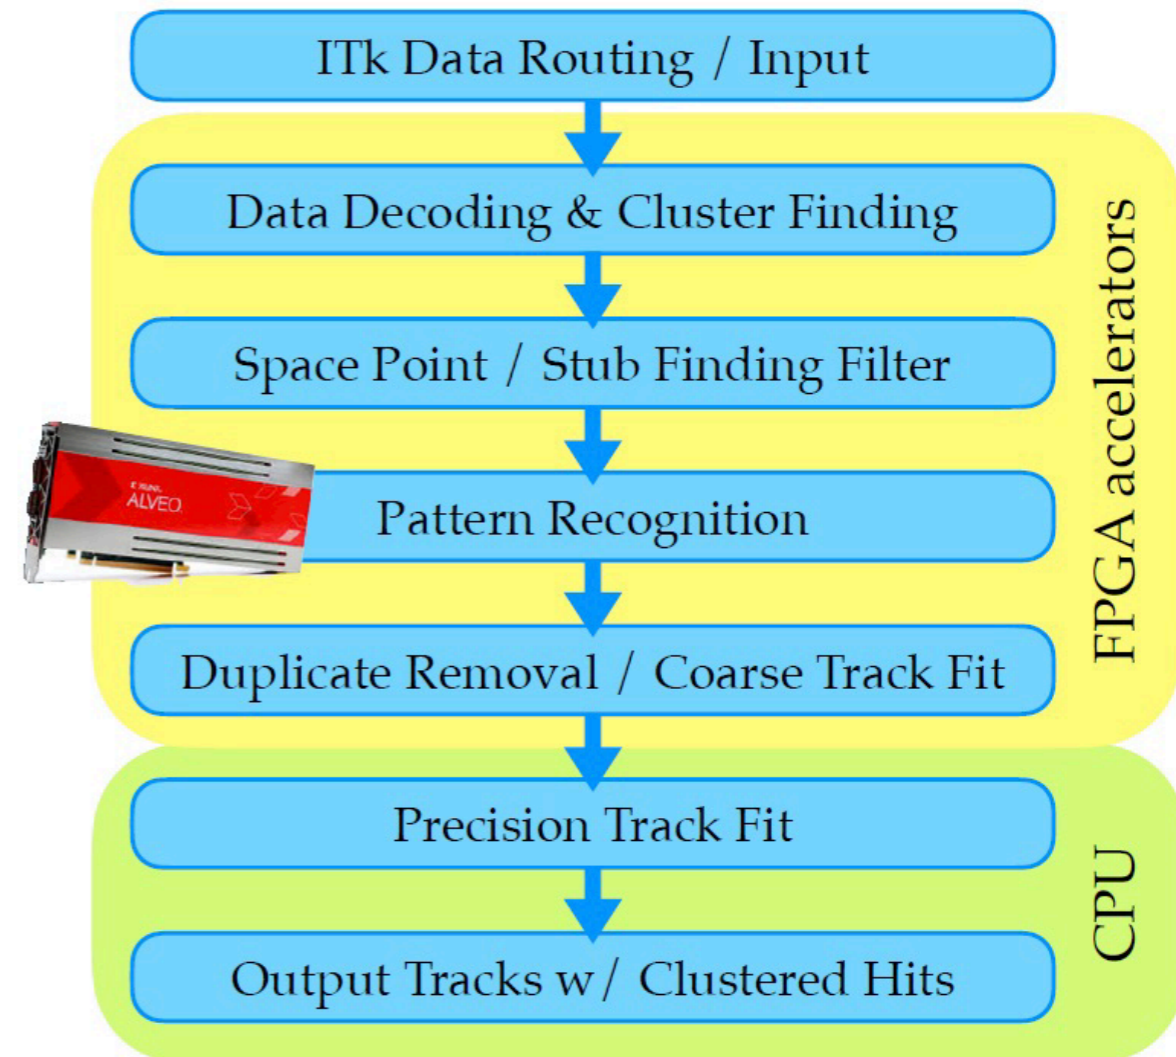 ITk Data Routing / Input
Data Decoding & Cluster Finding
Space Point / Stub Finding Filter
XILINX
ALVEO
Pattern Recognition
Duplicate Removal / Coarse Track Fit
FPGA accelerators
Precision Track Fit
Output Tracks w/ Clustered Hits
CPU